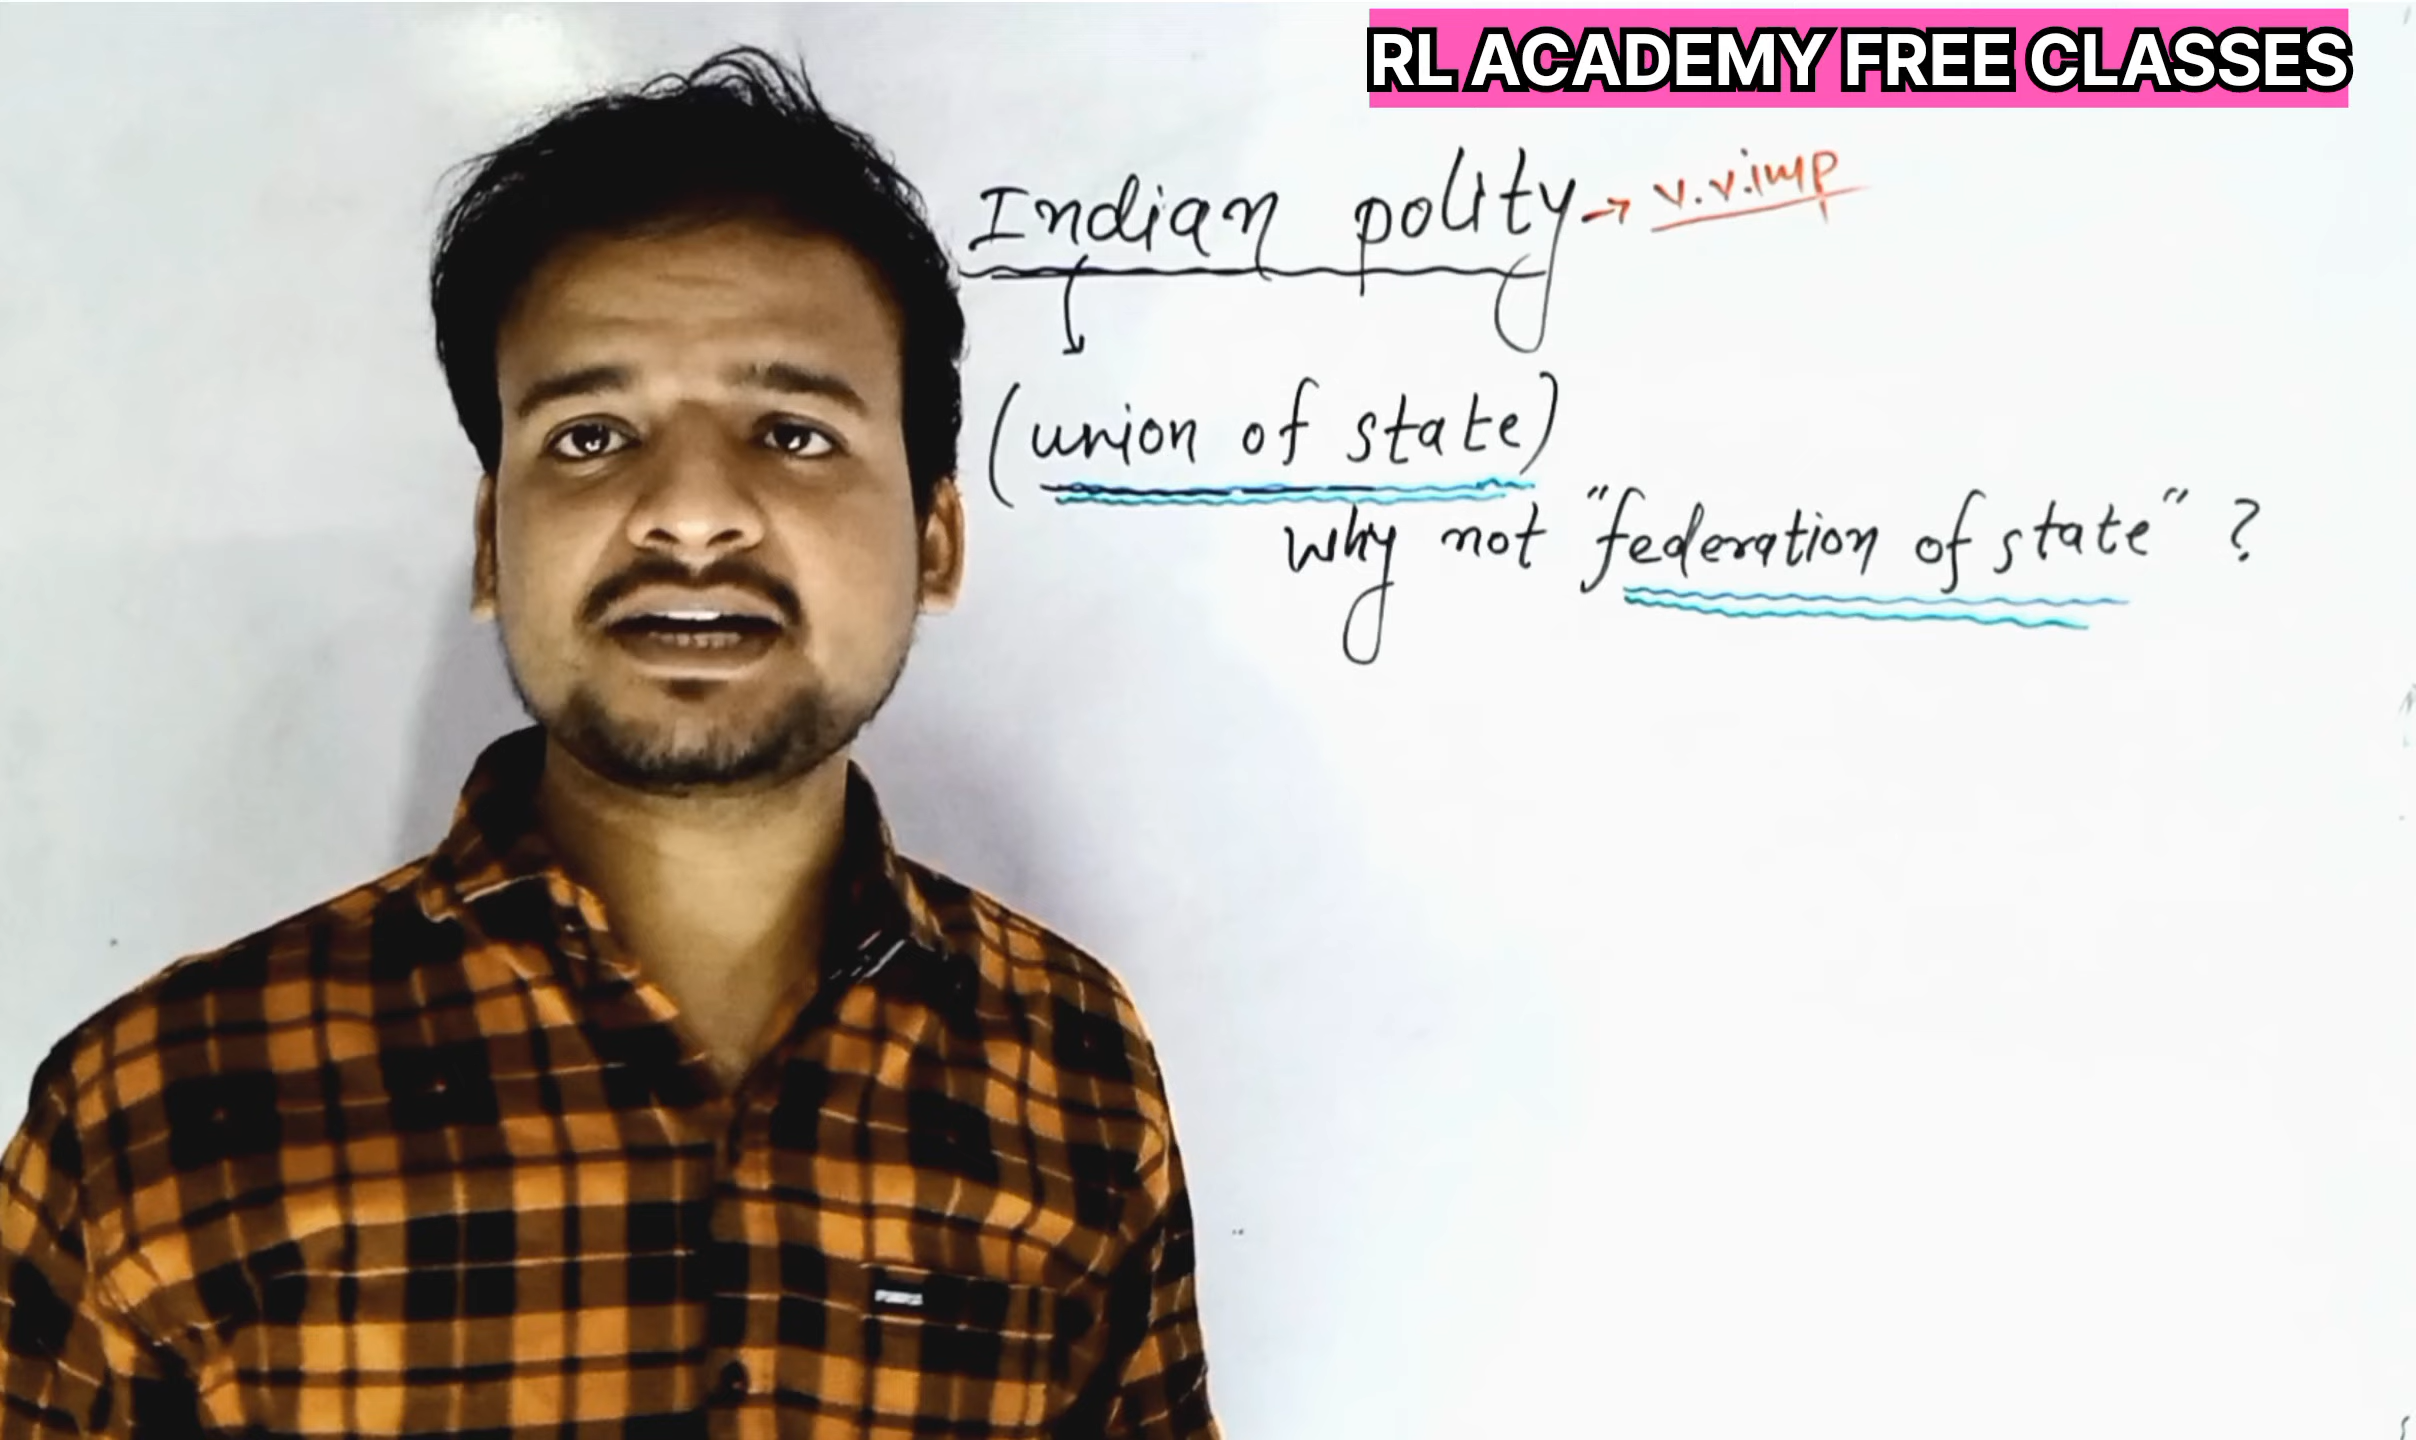 RL ACADEMY FREE CLASSES
Indian polity → v.v.imp
(union of state)
why not "federation of state" ?